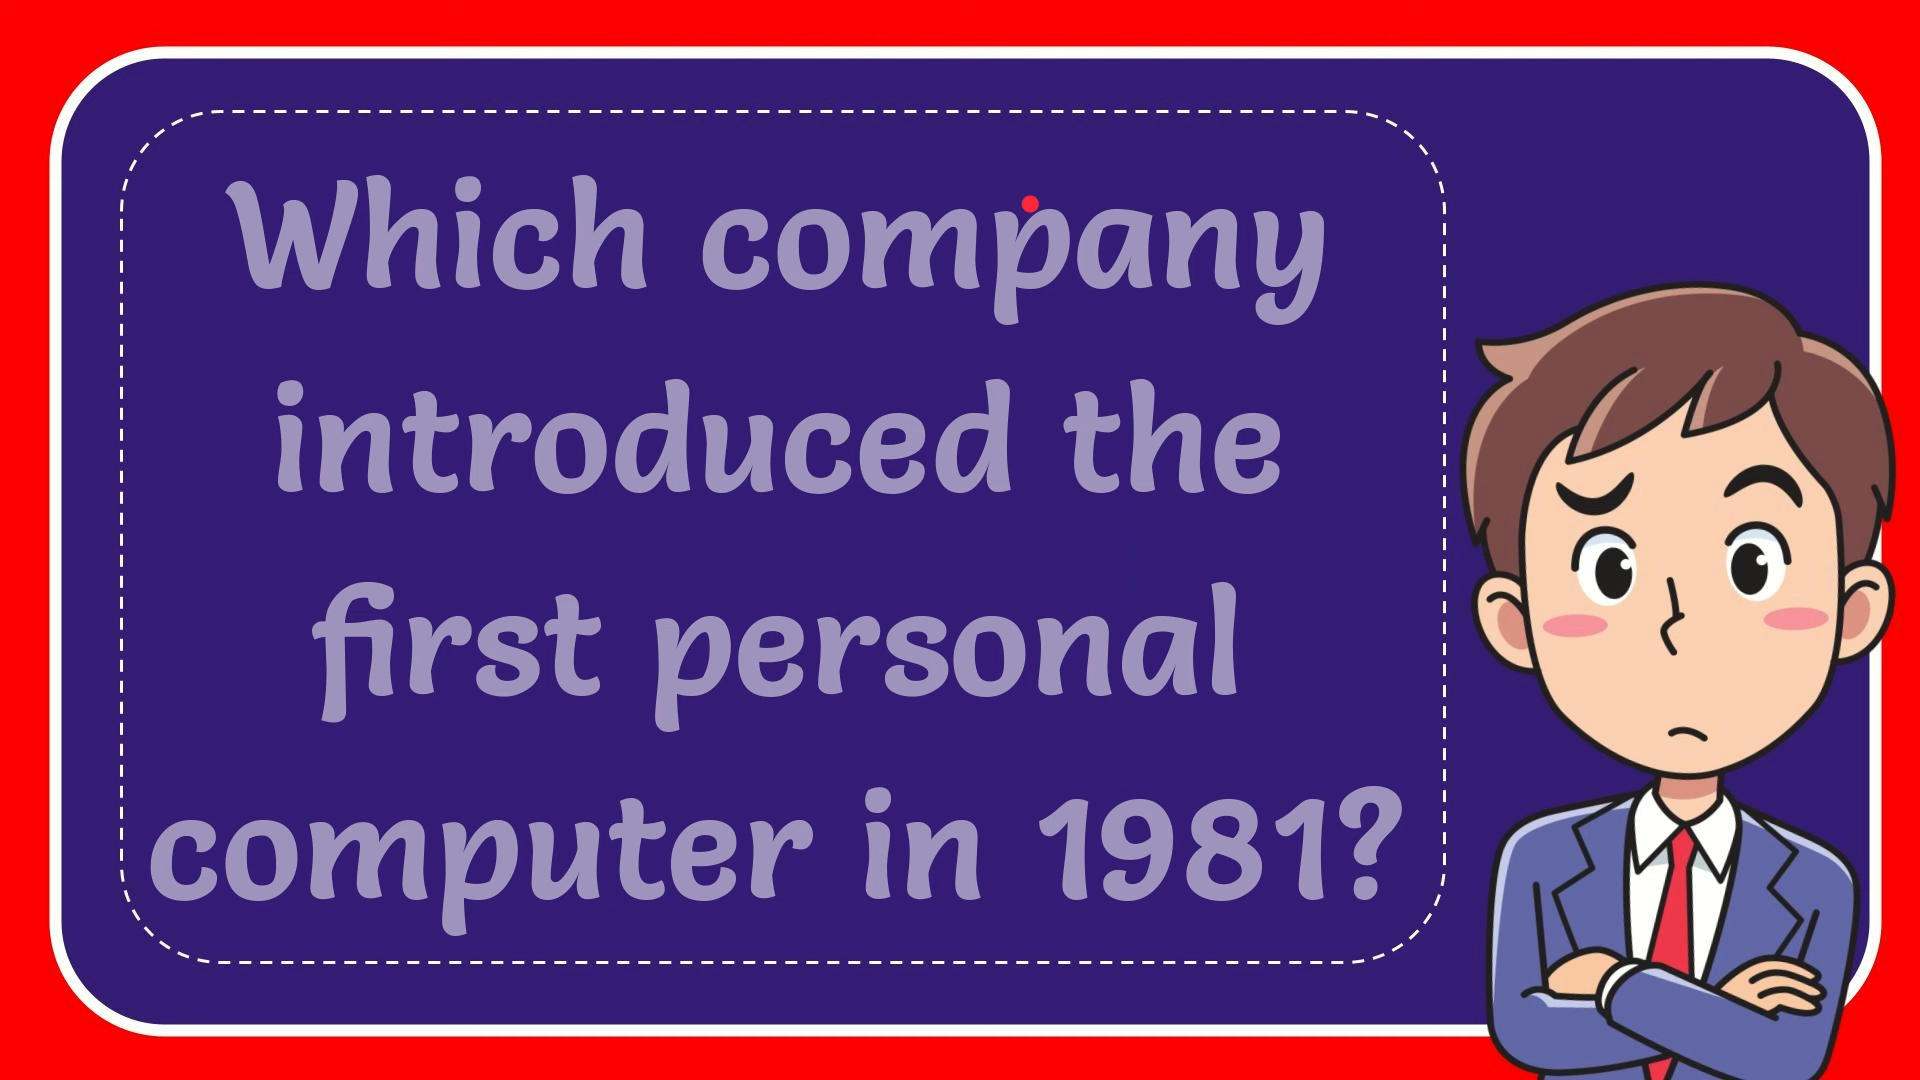 Which company
introduced the
first personal
computer in 1981?